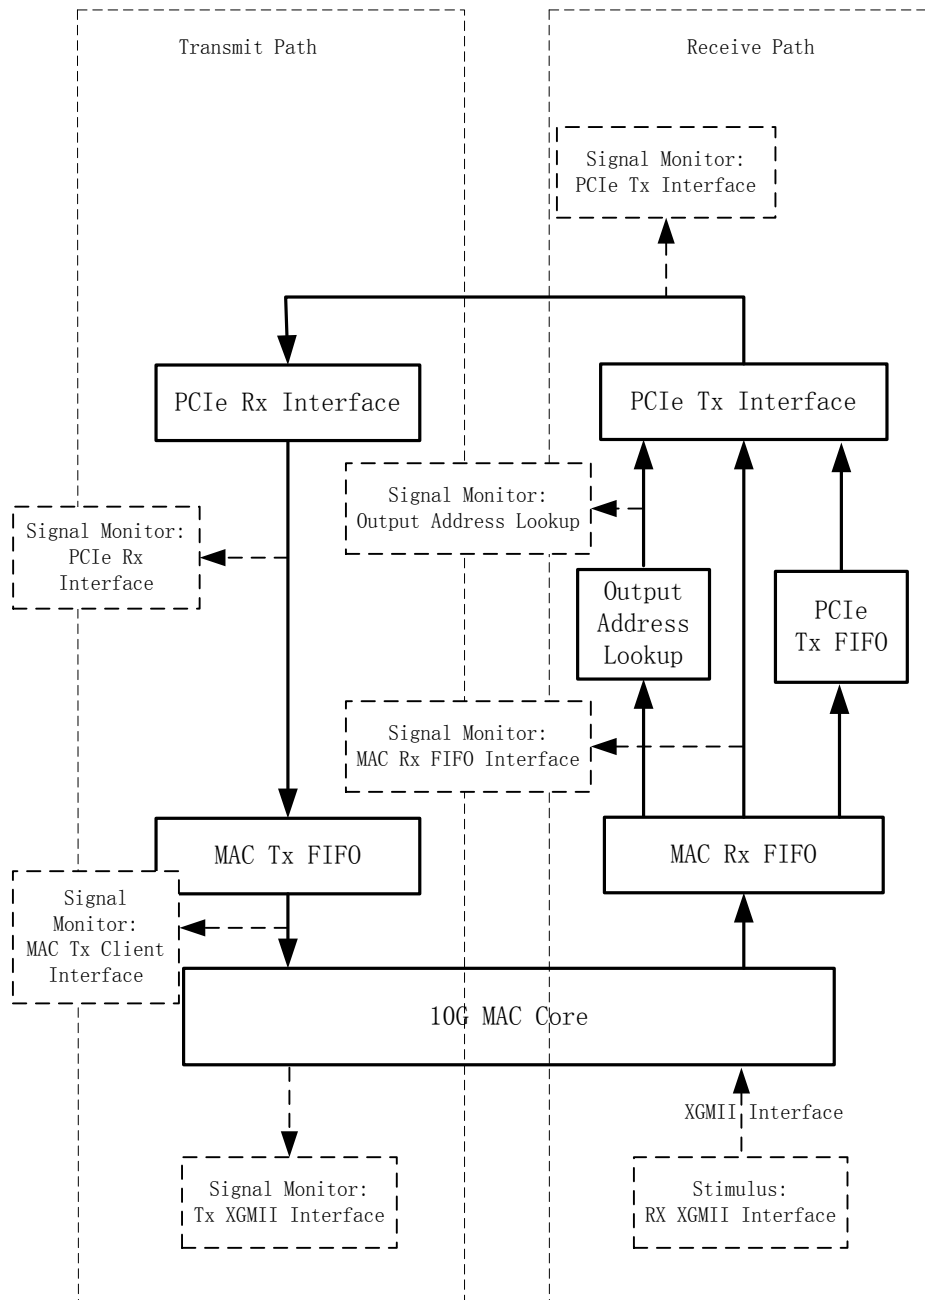 Transmit Path
Receive Path
Signal Monitor:
PCIe Tx Interface
PCIe Rx Interface
PCIe Tx Interface
Signal Monitor:
Output Address Lookup
Signal Monitor:
PCIe Rx
Interface
Output
Address
Lookup
PCIe
Tx FIFO
Signal Monitor:
MAC Rx FIFO Interface
MAC Tx FIFO
MAC Rx FIFO
Signal
Monitor:
MAC Tx Client
Interface
10G MAC Core
XGMII Interface
Signal Monitor:
Tx XGMII Interface
Stimulus:
RX XGMII Interface